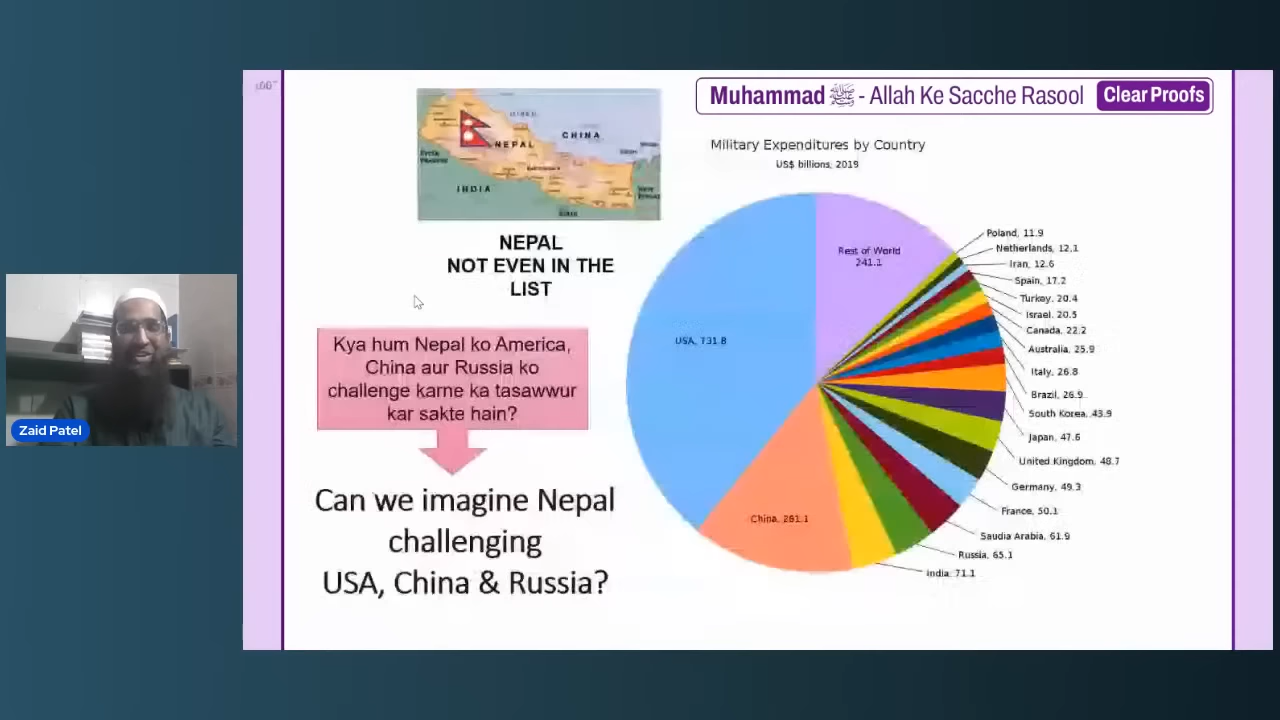 Muhammad ﷺ - Allah Ke Sacche Rasool
Clear Proofs
CHINA
NEPAL
INDIA
NEPAL
NOT EVEN IN THE
LIST
Kya hum Nepal ko America,
China aur Russia ko
challenge karne ka tasawwur
kar sakte hain?
Can we imagine Nepal
challenging
USA, China & Russia?
Military Expenditures by Country
US$ billions, 2019
Rest of World
241.1
Poland, 11.9
Netherlands, 12.1
Iran, 12.6
Spain, 17.2
Turkey, 20.4
Israel, 20.5
Canada, 22.2
Australia, 25.9
Italy, 26.8
Brazil, 26.9
South Korea, 43.9
Japan, 47.6
United Kingdom, 48.7
Germany, 49.3
France, 50.1
Saudia Arabia, 61.9
Russia, 65.1
India, 71.1
China, 261.1
USA, 731.8
Zaid Patel